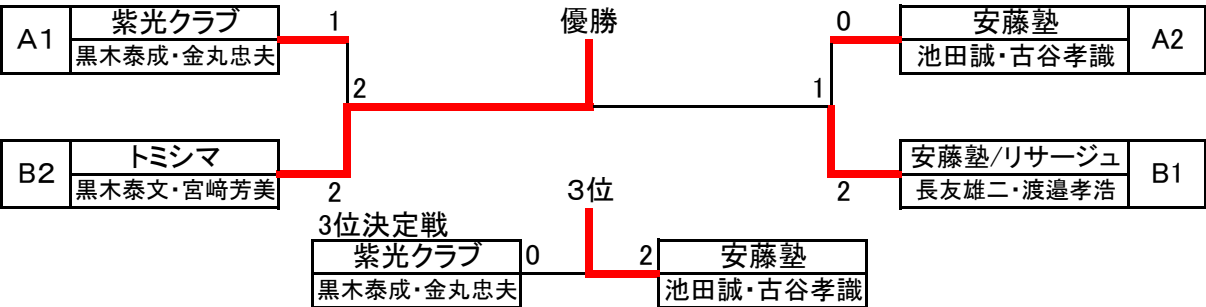 A1
紫光クラブ
黒木泰成・金丸忠夫
1
優勝
0
安藤塾
池田誠・古谷孝識
A2
2
1
B2
トミシマ
黒木泰文・宮﨑芳美
2
3位
2
安藤塾/リサージュ
長友雄二・渡邉孝浩
B1
3位決定戦
紫光クラブ
黒木泰成・金丸忠夫
0
2
安藤塾
池田誠・古谷孝識